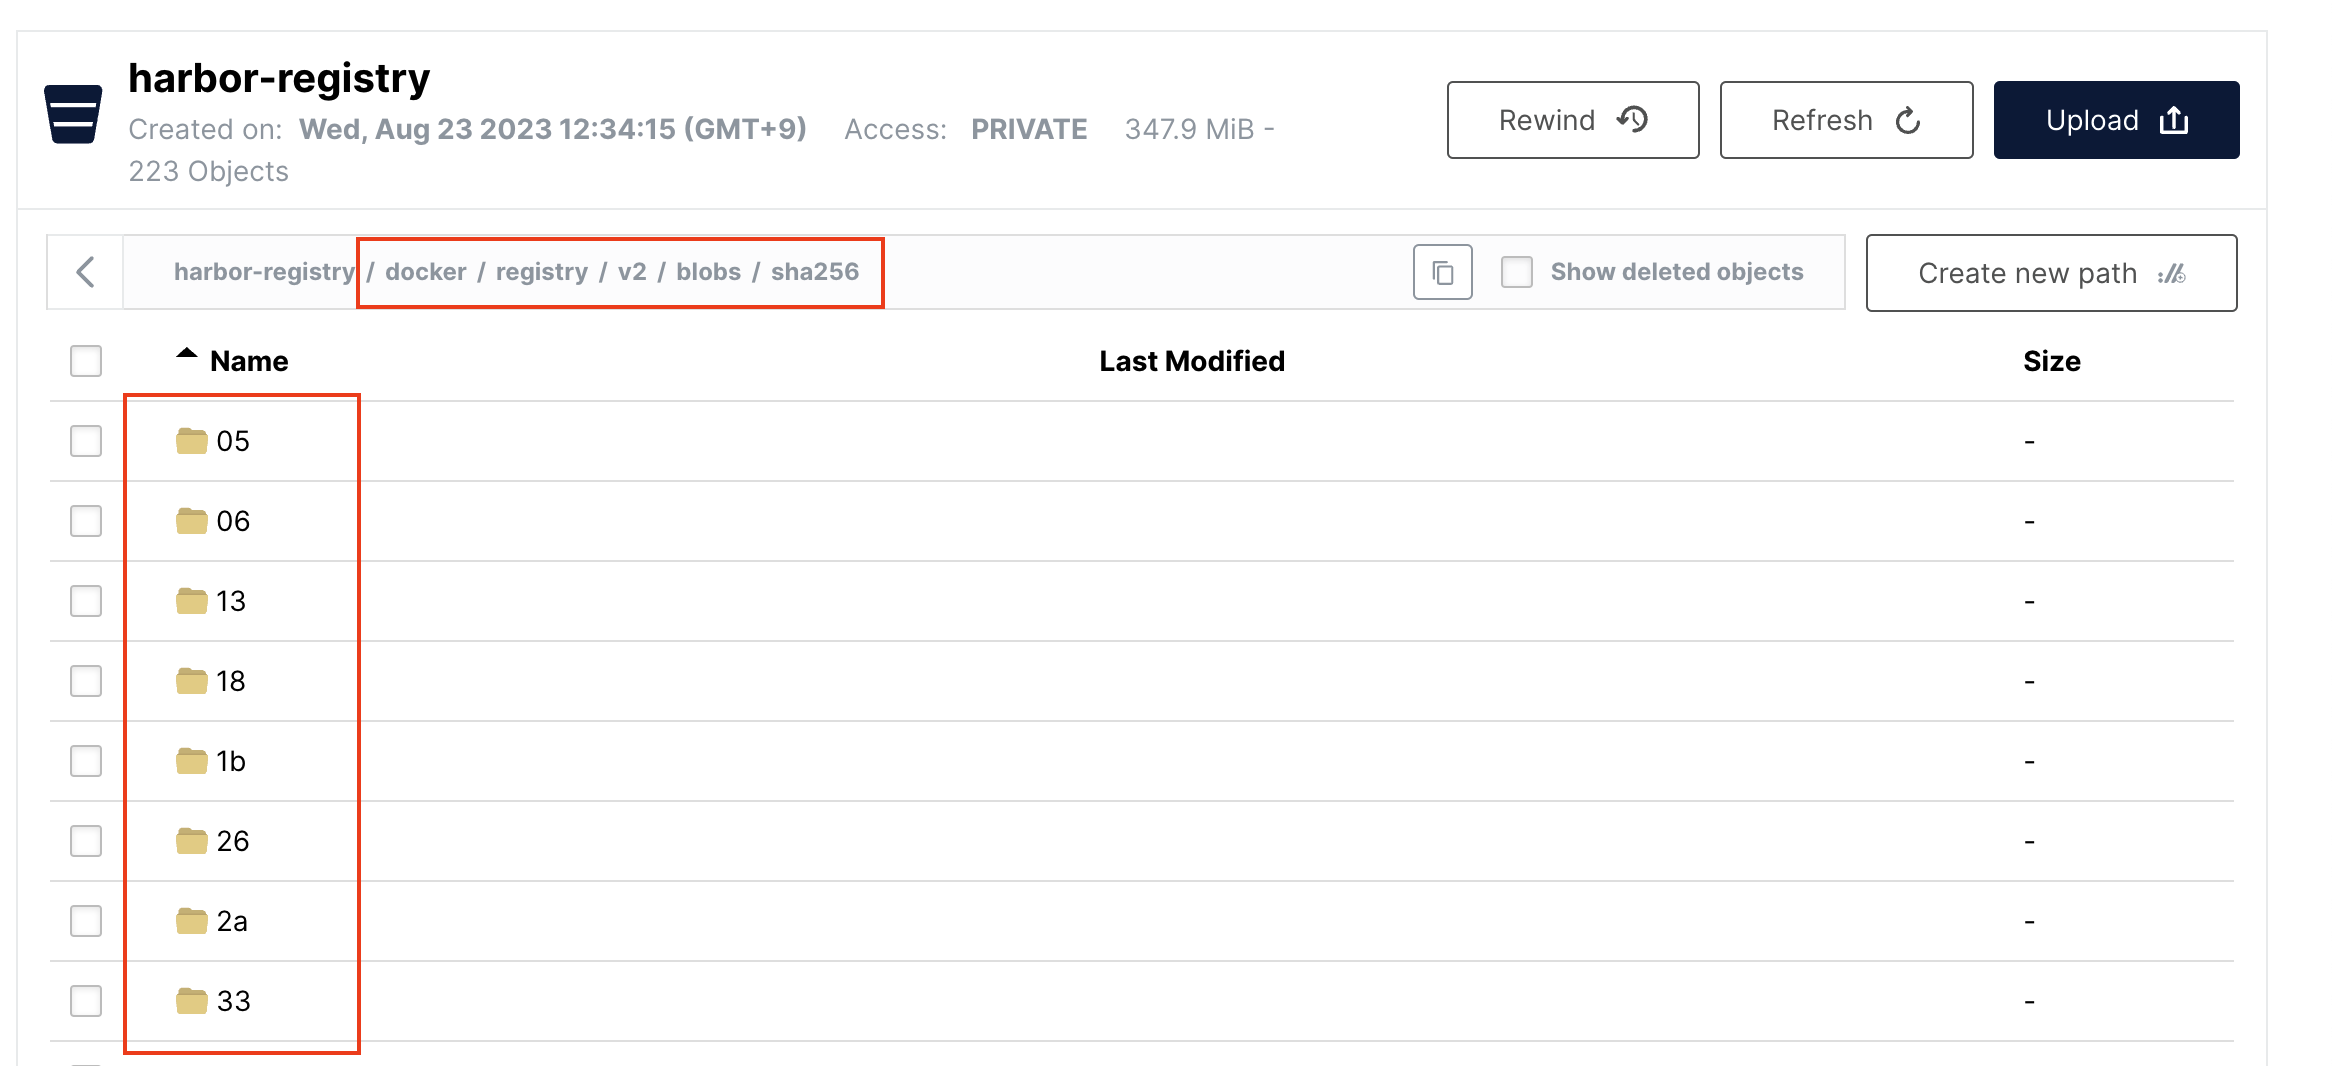 harbor-registry
Created on: Wed, Aug 23 2023 12:34:15 (GMT+9) Access: PRIVATE 347.9 MiB -
223 Objects
Rewind Refresh Upload
harbor-registry / docker / registry / v2 / blobs / sha256 Show deleted objects Create new path
Name Last Modified Size
05 -
06 -
13 -
18 -
1b -
26 -
2a -
33 -